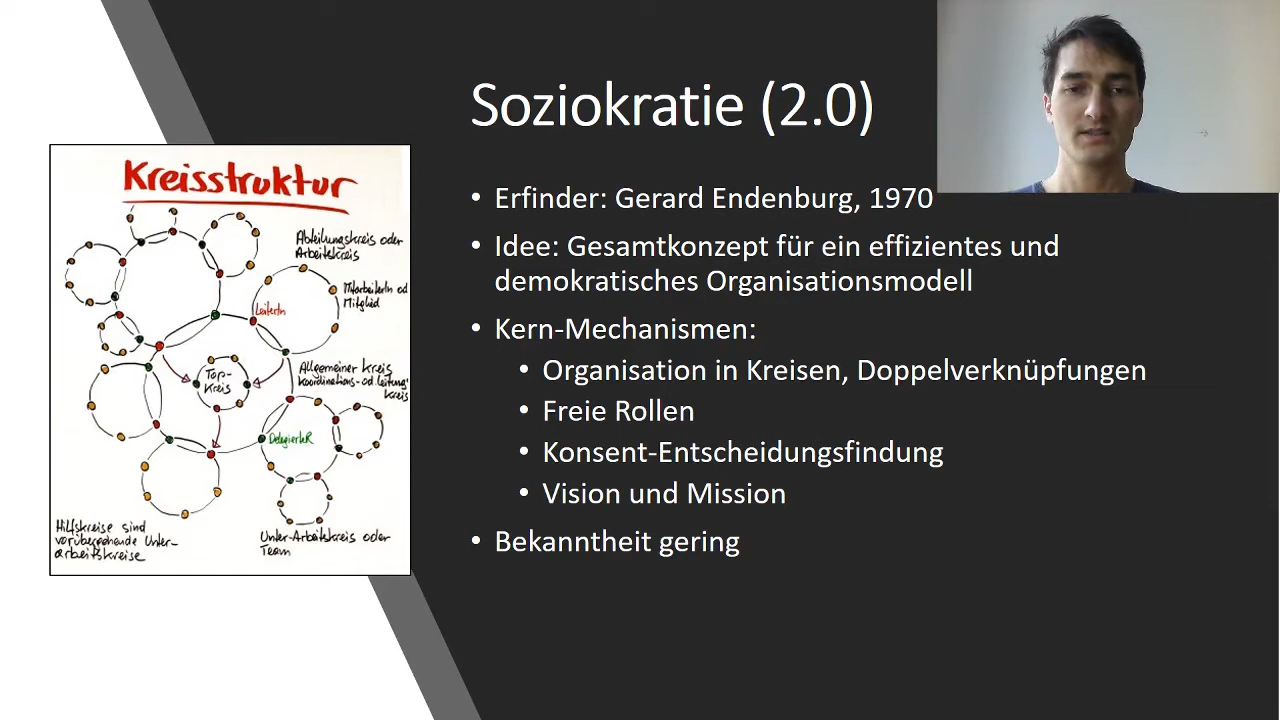 Soziokratie (2.0)
• Erfinder: Gerard Endenburg, 1970
• Idee: Gesamtkonzept für ein effizientes und
demokratisches Organisationsmodell
• Kern-Mechanismen:
• Organisation in Kreisen, Doppelverknüpfungen
• Freie Rollen
• Konsent-Entscheidungsfindung
• Vision und Mission
• Bekanntheit gering
Kreisstruktur
Abteilungskreis oder
Arbeitskreis
MitarbeiterIn od
Mitglied
LeiterIn
Top-
Kreis
Allgemeiner Kreis
Koordinations-od.leitungs
kreis
DelegierteR
Hilfskreise sind
vorübergehende Unter-
arbeitskreise
Unter-Arbeitskreis oder
Team